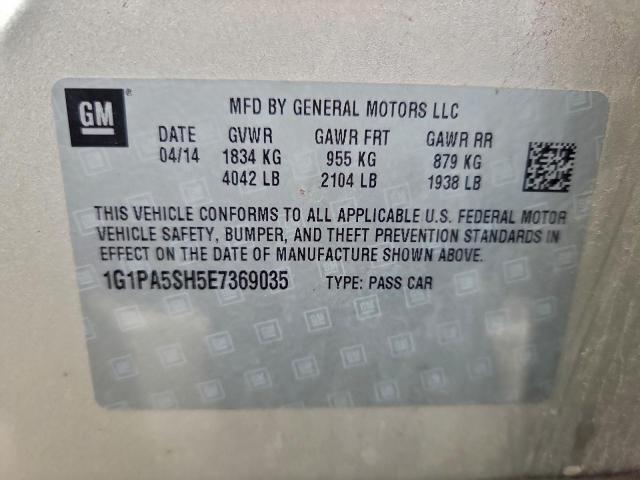 GM
MFD BY GENERAL MOTORS LLC
DATE GVWR GAWR FRT GAWR RR
04/14 1834 KG 955 KG 879 KG
4042 LB 2104 LB 1938 LB
THIS VEHICLE CONFORMS TO ALL APPLICABLE U.S. FEDERAL MOTOR
VEHICLE SAFETY, BUMPER, AND THEFT PREVENTION STANDARDS IN
EFFECT ON THE DATE OF MANUFACTURE SHOWN ABOVE.
1G1PA5SH5E7369035 TYPE: PASS CAR